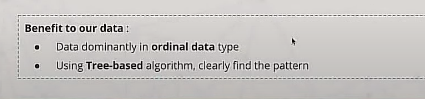 Benefit to our data :
• Data dominantly in ordinal data type
• Using Tree-based algorithm, clearly find the pattern